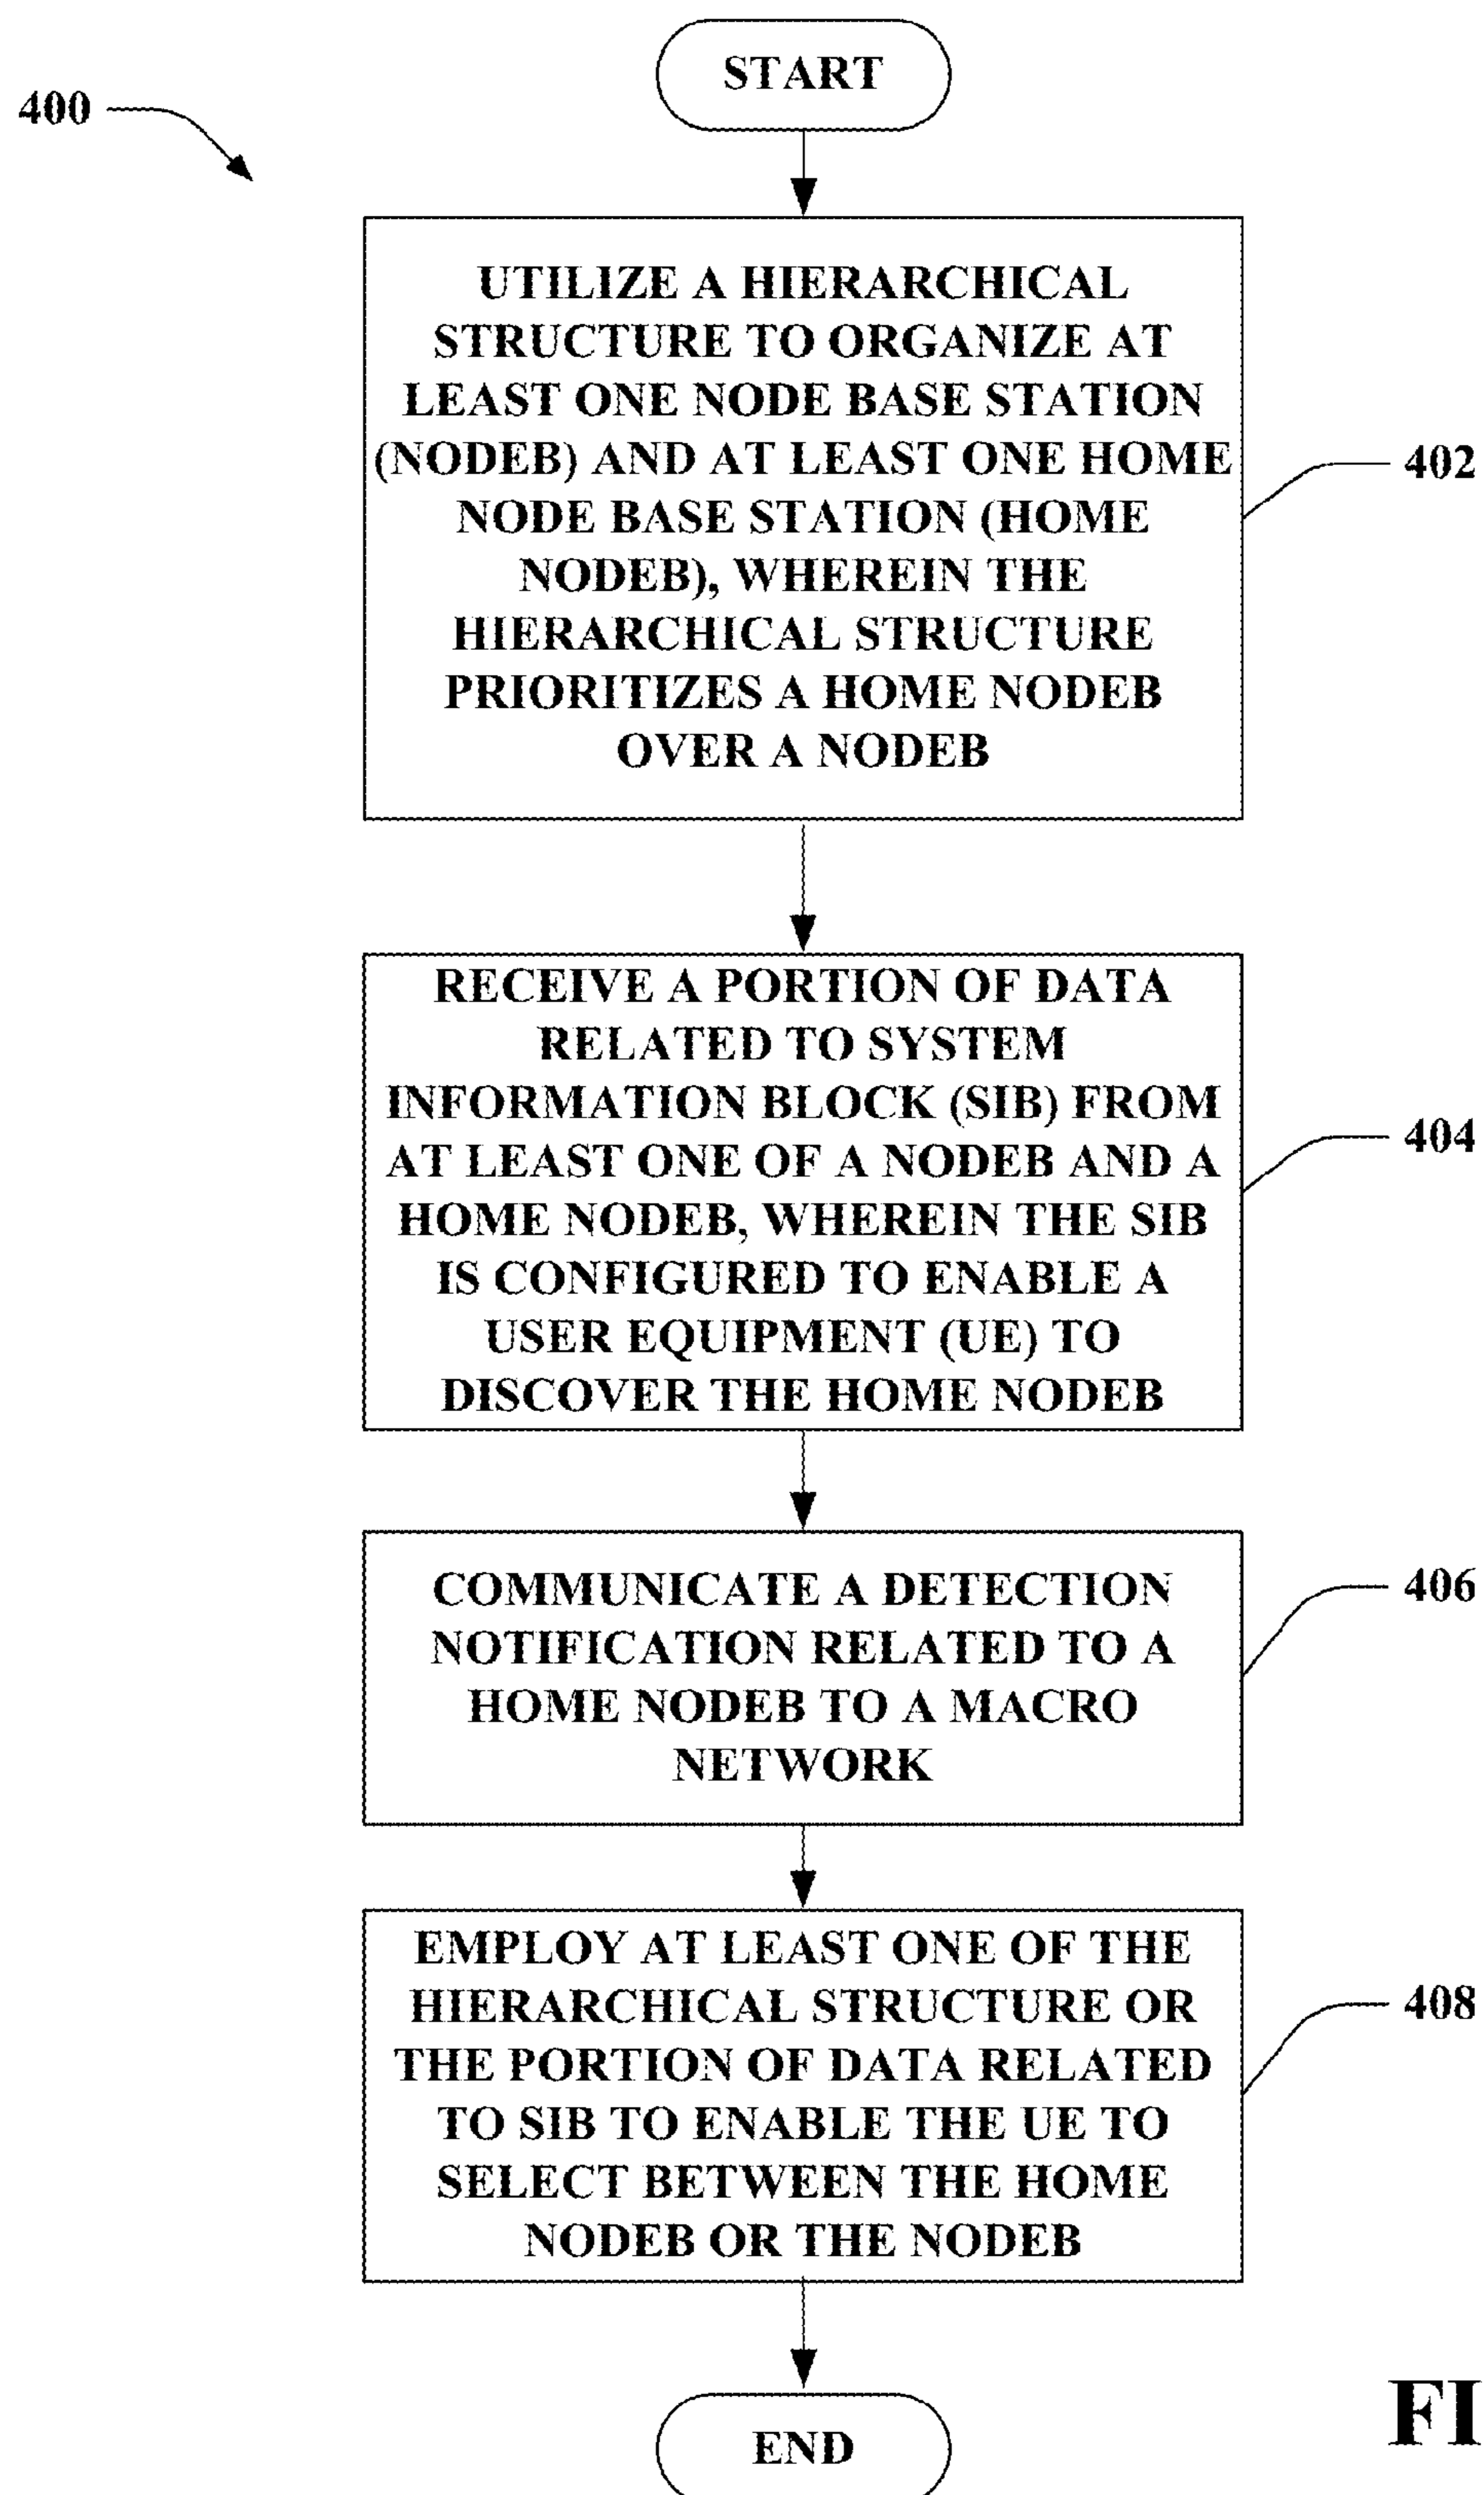 START
400
UTILIZE A HIERARCHICAL
STRUCTURE TO ORGANIZE AT
LEAST ONE NODE BASE STATION
(NODEB) AND AT LEAST ONE HOME
NODE BASE STATION (HOME
NODEB), WHEREIN THE
HIERARCHICAL STRUCTURE
PRIORITIZES A HOME NODEB
OVER A NODEB
402
RECEIVE A PORTION OF DATA
RELATED TO SYSTEM
INFORMATION BLOCK (SIB) FROM
AT LEAST ONE OF A NODEB AND A
HOME NODEB, WHEREIN THE SIB
IS CONFIGURED TO ENABLE A
USER EQUIPMENT (UE) TO
DISCOVER THE HOME NODEB
404
COMMUNICATE A DETECTION
NOTIFICATION RELATED TO A
HOME NODEB TO A MACRO
NETWORK
406
EMPLOY AT LEAST ONE OF THE
HIERARCHICAL STRUCTURE OR
THE PORTION OF DATA RELATED
TO SIB TO ENABLE THE UE TO
SELECT BETWEEN THE HOME
NODEB OR THE NODEB
408
END
FI